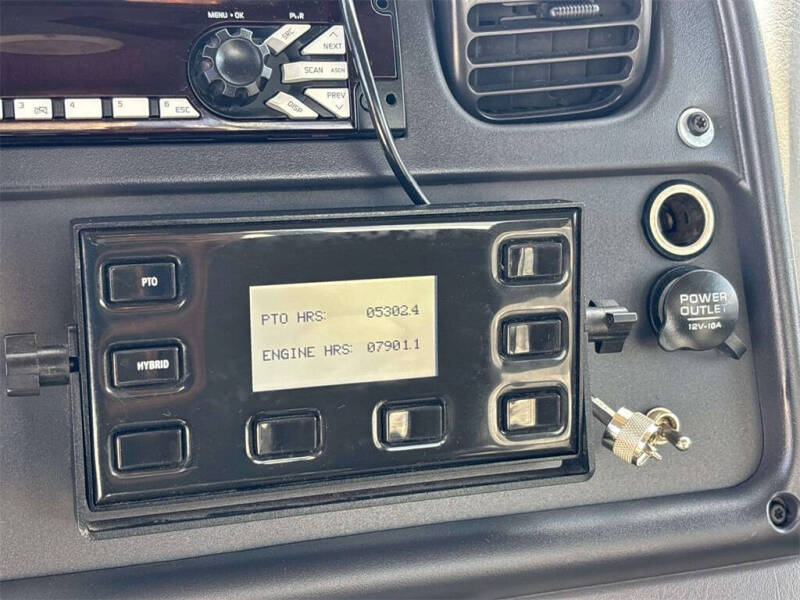 MENU • OK
PWR
SRC
NEXT
SCAN ASCN
PREV
DISP
3
4
5
6 ESC
PTO
HYBRID
PTO HRS: 05302.4
ENGINE HRS: 07901.1
POWER
OUTLET
12V-10A